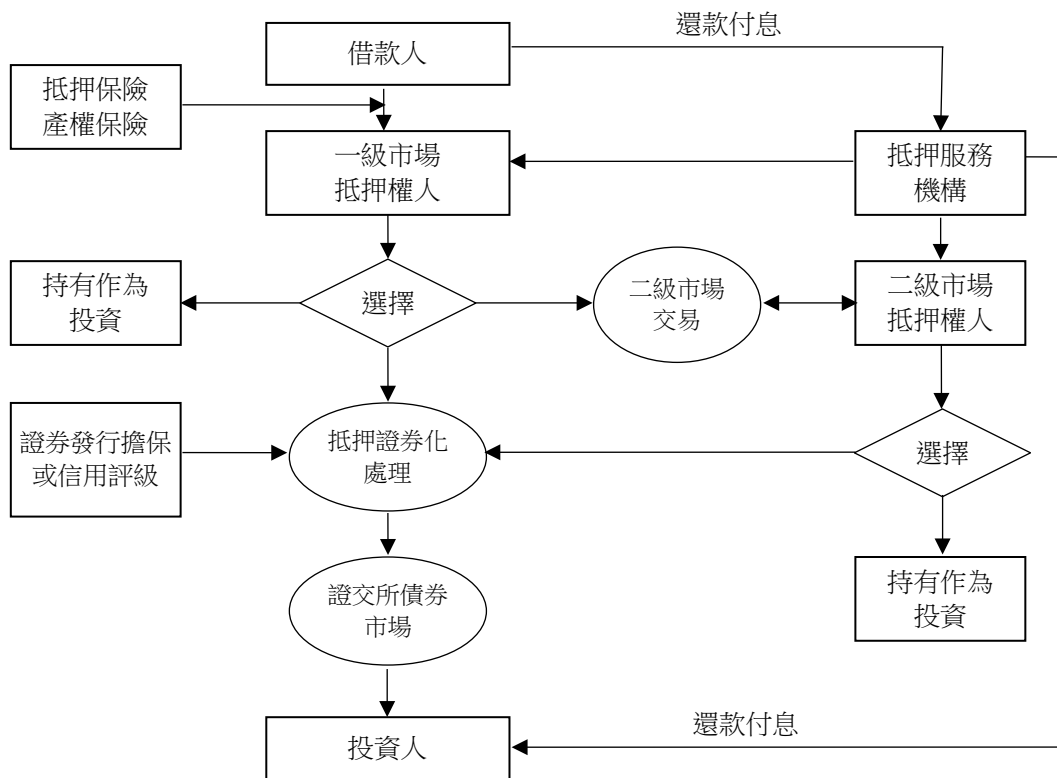 還款付息
借款人
抵押保險
產權保險
一級市場
抵押權人
抵押服務
機構
持有作為
投資
選擇
二級市場
交易
二級市場
抵押權人
證券發行擔保
或信用評級
抵押證券化
處理
選擇
證交所債券
市場
持有作為
投資
還款付息
投資人